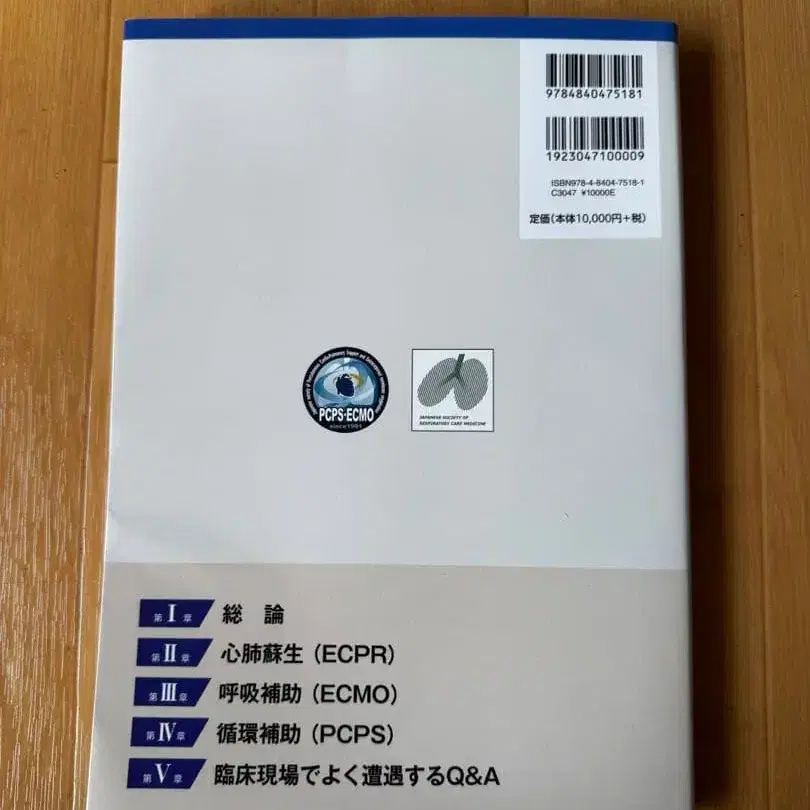 9784840475181
1923047100009
ISBN978-4-8404-7518-1
C3047 ¥10000E
定価(本体10,000円+税)
PCPS·ECMO
since1991
JAPANESE SOCIETY OF
RESPIRATORY CARE MEDICINE
第Ⅰ章 総 論
第Ⅱ章 心肺蘇生(ECPR)
第Ⅲ章 呼吸補助(ECMO)
第Ⅳ章 循環補助(PCPS)
第Ⅴ章 臨床現場でよく遭遇するQ&A